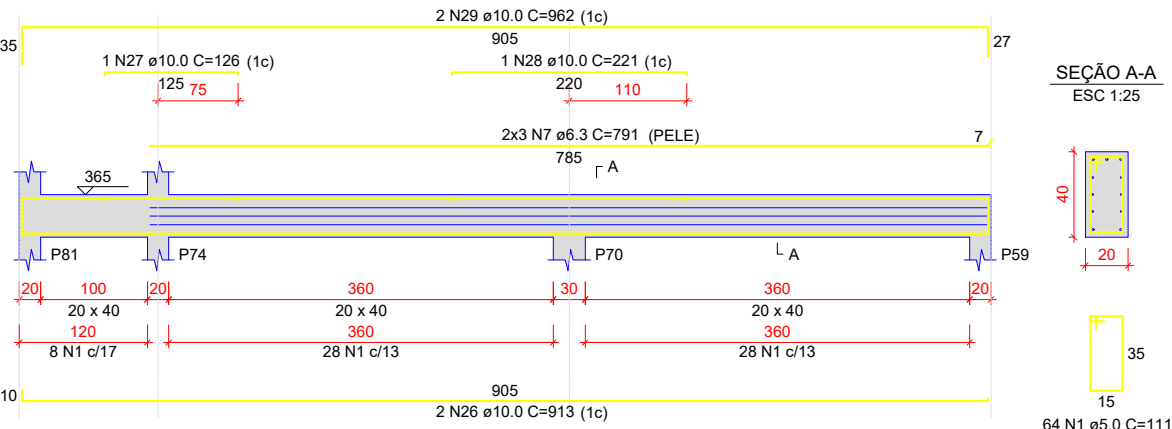 2 N29 ø10.0 C=962 (1c)
35
905
27
1 N27 ø10.0 C=126 (1c)
1 N28 ø10.0 C=221 (1c)
125
75
220
110
SEÇÃO A-A
ESC 1:25
2x3 N7 ø6.3 C=791 (PELE)
7
785
A
365
40
P81
P74
P70
A
P59
20
20
100
20
360
30
360
20
20 x 40
20 x 40
20 x 40
120
360
360
8 N1 c/17
28 N1 c/13
28 N1 c/13
35
15
10
905
2 N26 ø10.0 C=913 (1c)
64 N1 ø5.0 C=111